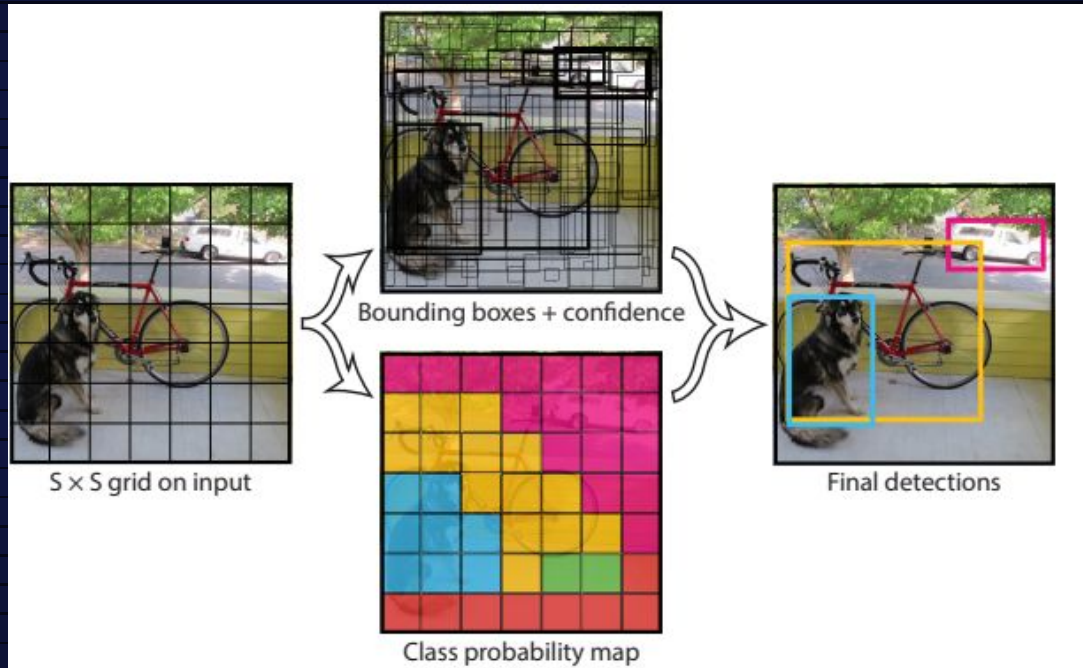 S × S grid on input
Bounding boxes + confidence
Class probability map
Final detections